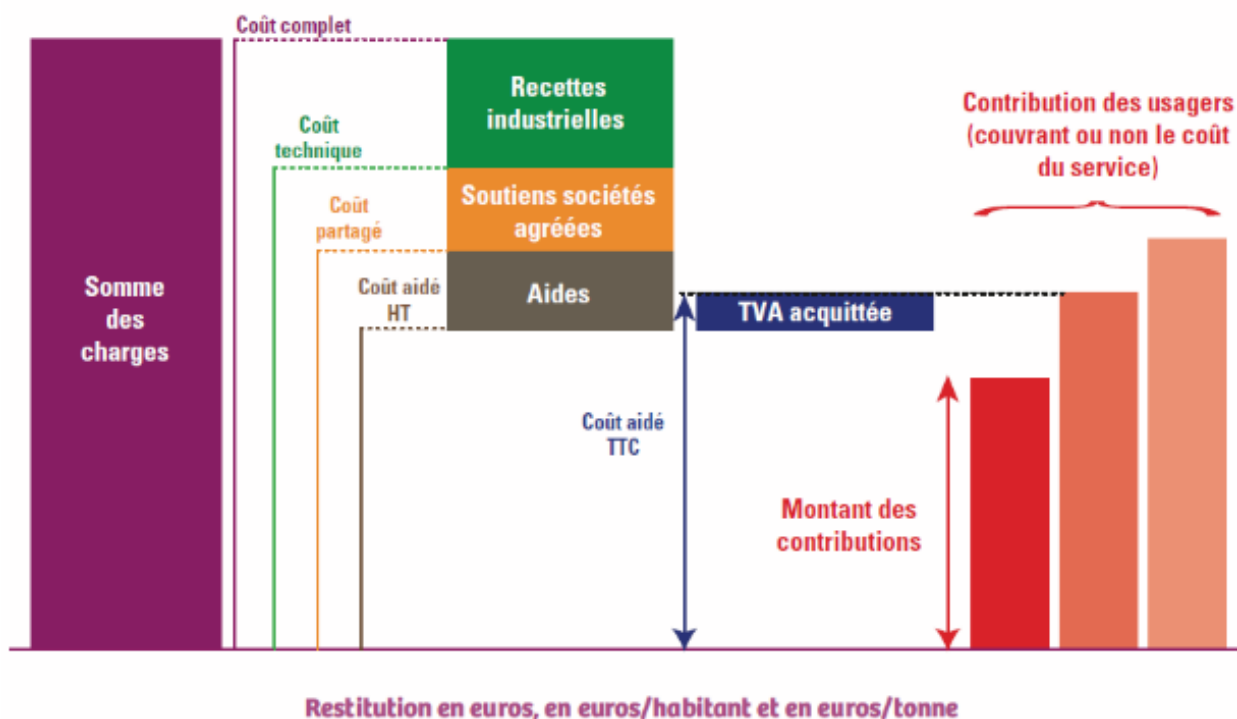 Coût complet
Recettes
industrielles
Coût
technique
Contribution des usagers
(couvrant ou non le coût
du service)
Soutiens sociétés
agréées
Coût
partagé
Somme
des
charges
Coût aidé
HT
Aides
TVA acquittée
Coût aidé
TTC
Montant des
contributions
Restitution en euros, en euros/habitant et en euros/tonne